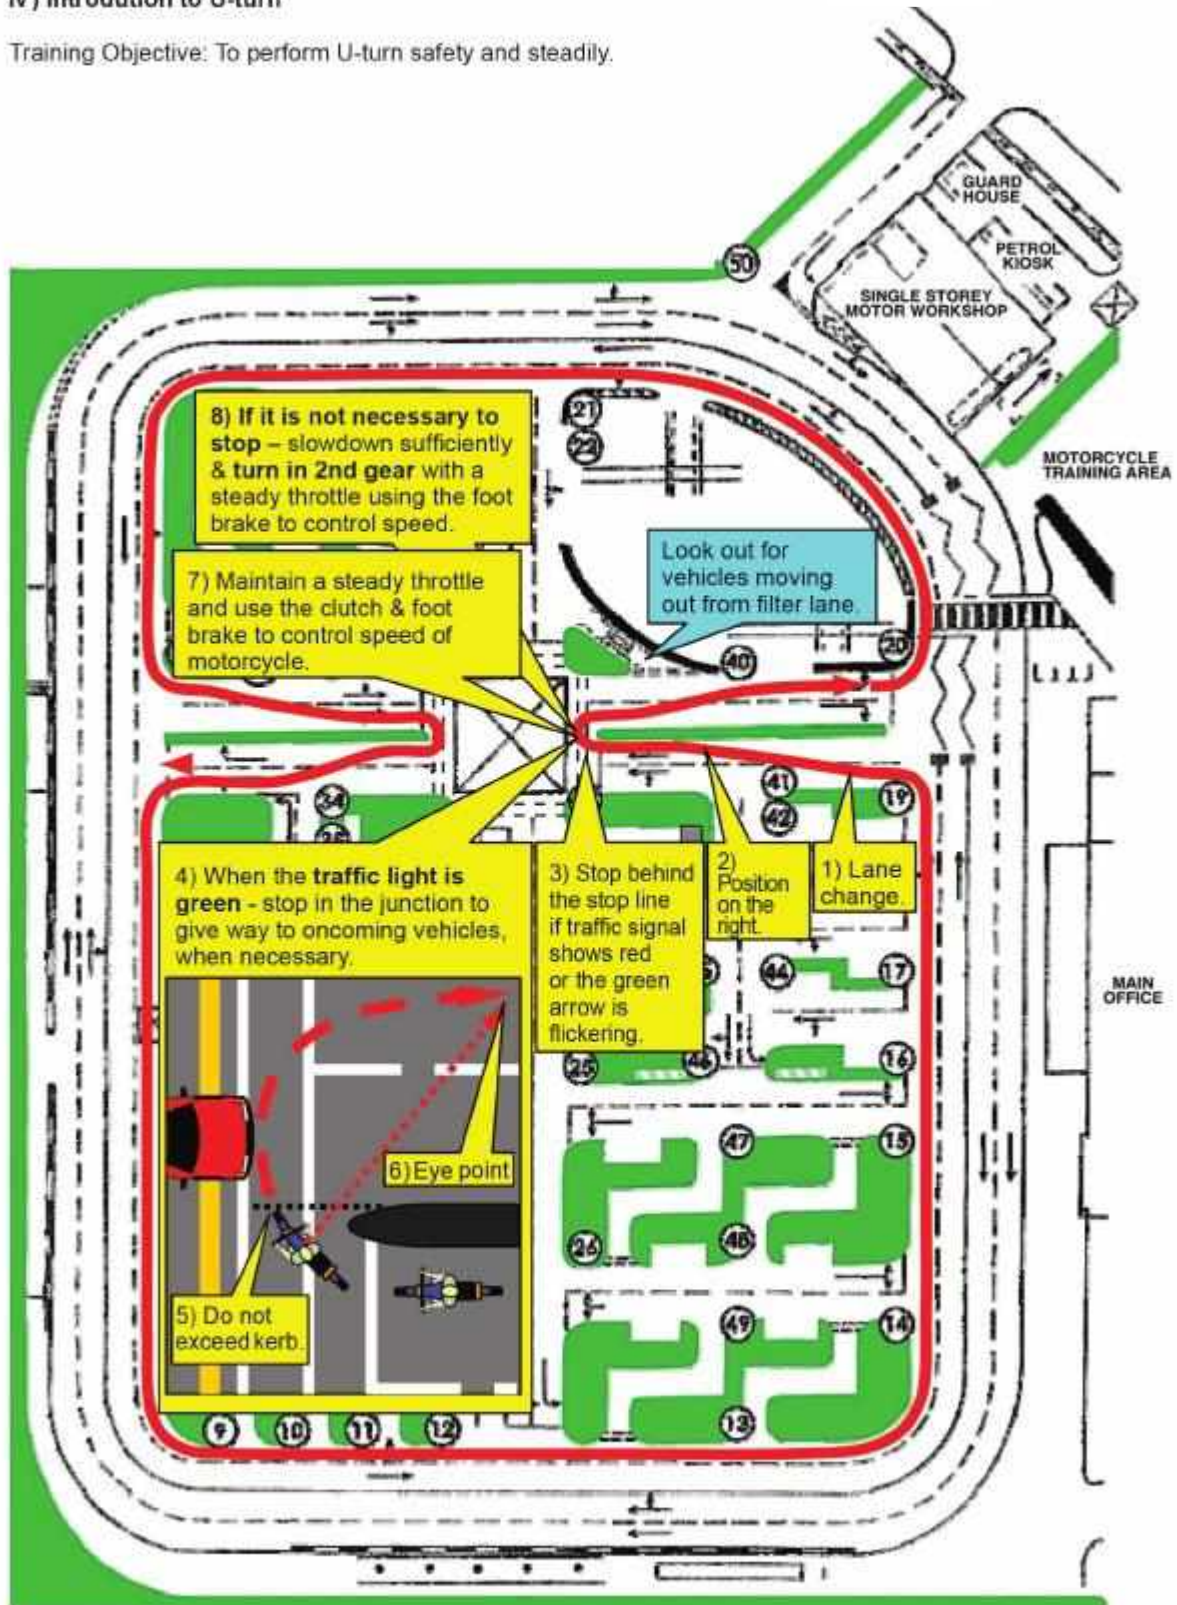 iv) Introdution to U-turn
Training Objective: To perform U-turn safety and steadily.
GUARD
HOUSE
PETROL
KIOSK
50
SINGLE STOREY
MOTOR WORKSHOP
8) If it is not necessary to
stop – slowdown sufficiently
& turn in 2nd gear with a
steady throttle using the foot
brake to control speed.
21
22
MOTORCYCLE
TRAINING AREA
Look out for
vehicles moving
out from filter lane.
7) Maintain a steady throttle
and use the clutch & foot
brake to control speed of
motorcycle.
20
40
41
42
19
34
4) When the traffic light is
green - stop in the junction to
give way to oncoming vehicles,
when necessary.
3) Stop behind
the stop line
if traffic signal
shows red
or the green
arrow is
flickering.
2)
Position
on the
right.
1) Lane
change.
44
17
MAIN
OFFICE
25
46
16
47
15
6) Eye point
26
48
5) Do not
exceed kerb.
49
14
9
10
11
12
13